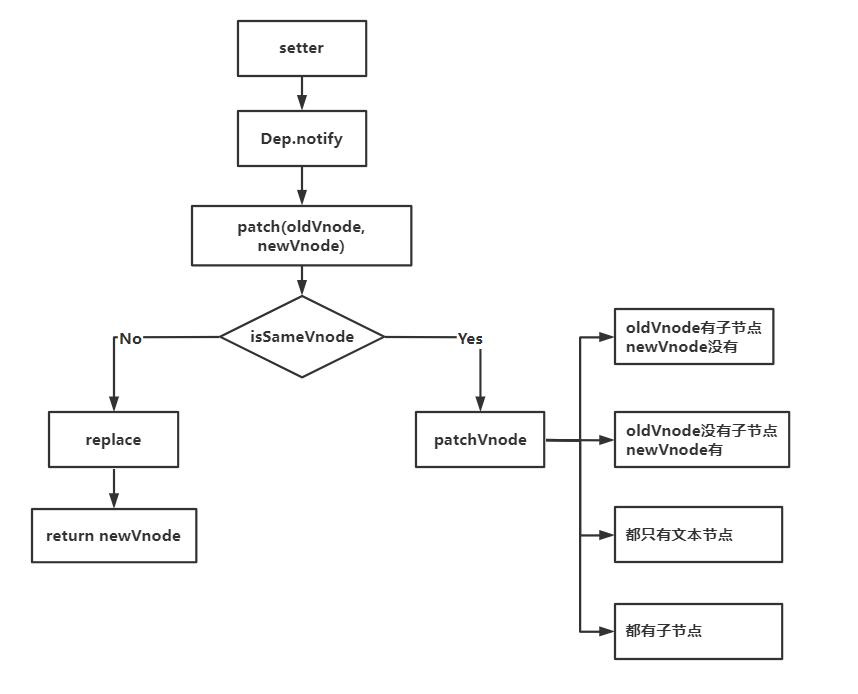 setter
Dep.notify
patch(oldVnode,
newVnode)
isSameVnode
No
Yes
replace
return newVnode
patchVnode
oldVnode有子节点
newVnode没有
oldVnode没有子节点
newVnode有
都只有文本节点
都有子节点